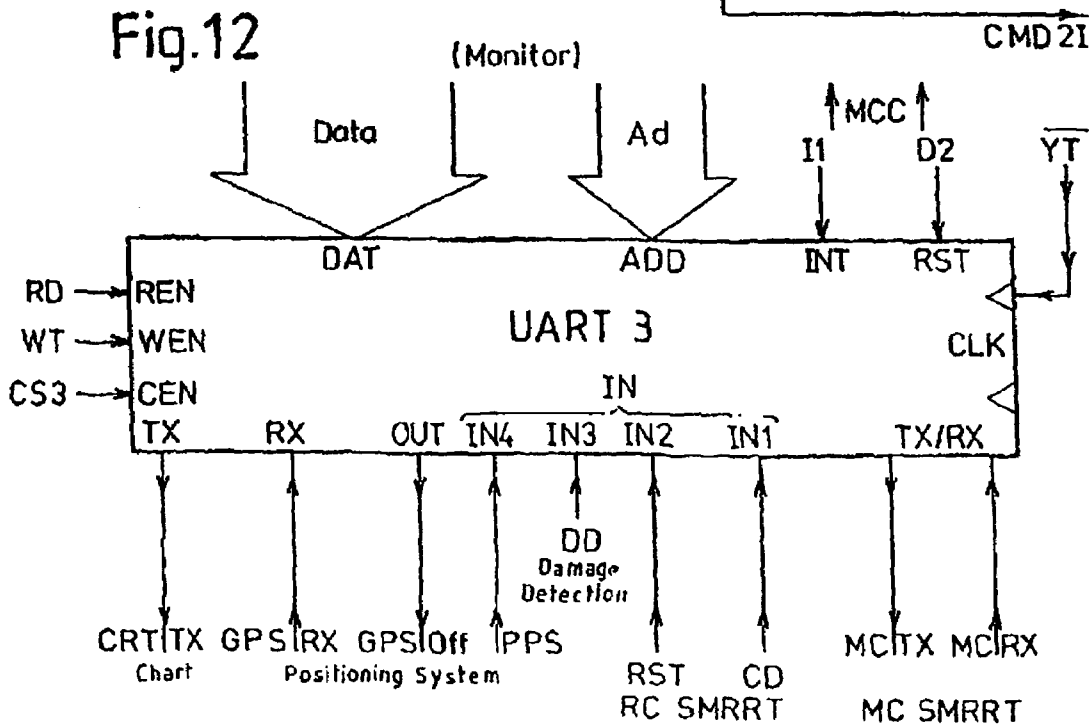 Fig.12
CMD2I
(Monitor)
Data
Ad
MCC
I1
D2
YT
DAT
ADD
INT
RST
RD
REN
WT
WEN
CS3
CEN
UART 3
CLK
IN
TX
RX
OUT
IN4
IN3
IN2
IN1
TX/RX
DD
Damage
Detection
CRT TX
GPS RX
GPS Off
PPS
MC TX
MC RX
Chart
Positioning System
RST
CD
RC SMRRT
MC SMRRT